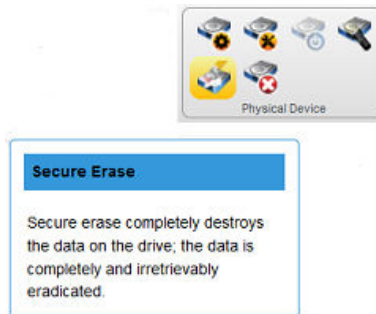 Physical Device
Secure Erase
Secure erase completely destroys
the data on the drive; the data is
completely and irretrievably
eradicated.